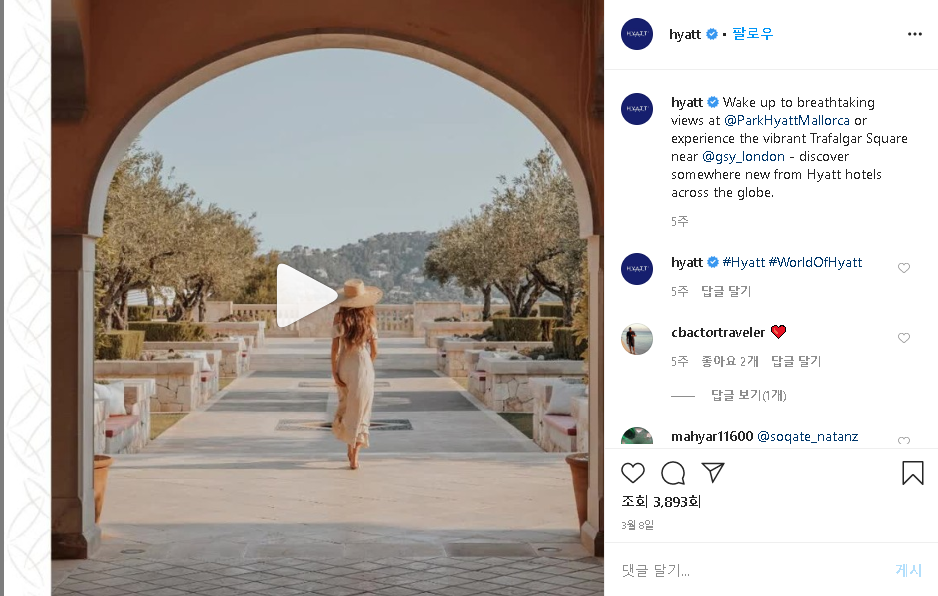 HYATT hyatt • 팔로우
HYATT hyatt Wake up to breathtaking
views at @ParkHyattMallorca or
experience the vibrant Trafalgar Square
near @gsy_london - discover
somewhere new from Hyatt hotels
across the globe.
5주
HYATT hyatt #Hyatt #WorldOfHyatt
5주 답글 달기
cbactortraveler ❤️
5주 좋아요 2개 답글 달기
답글 보기(1개)
mahyar11600 @soqate_natanz
조회 3,893회
3월 8일
댓글 달기...
게시